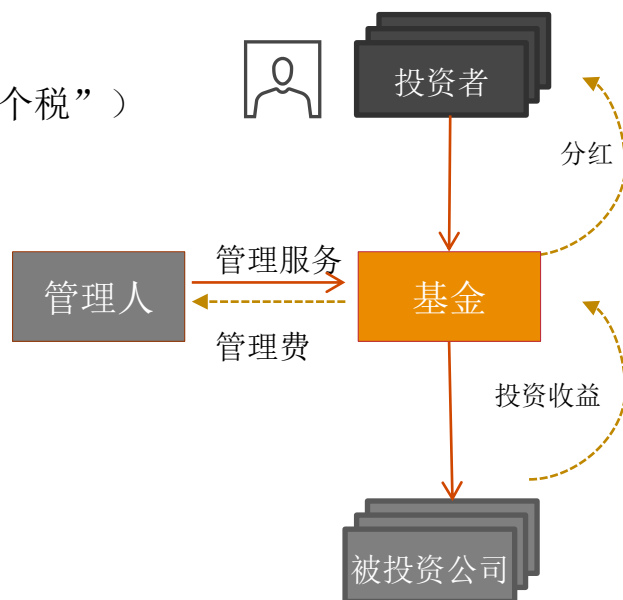 投资者
个税”）
分红
管理服务
管理人
基金
管理费
投资收益
被投资公司